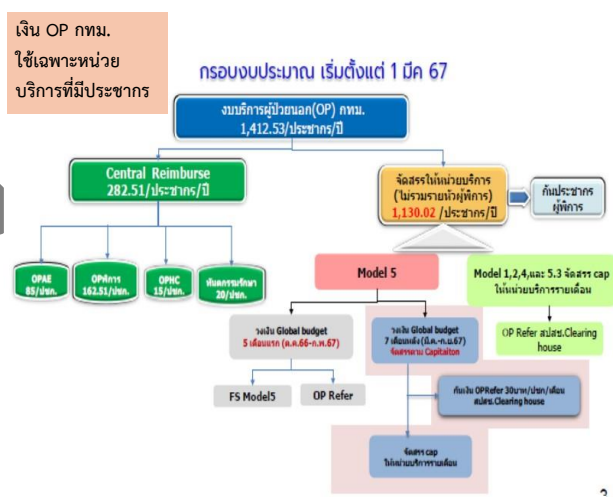 เงิน OP กทม.
ใช้เฉพาะหน่วย
บริการที่มีประชากร
กรอบงบประมาณ เริ่มตั้งแต่ 1 มีค 67
งบบริการผู้ป่วยนอก(OP) กทม.
1,412.53/ประชากร/ปี
Central Reimburse
282.51/ประชากร/ปี
จัดสรรให้หน่วยบริการ
(ไม่รวมรายหัวผู้พิการ)
1,130.02 /ประชากร/ปี
กันประชากร
ผู้พิการ
OPAE
85/ปชก.
OPพิการ
162.51/ปชก.
OPHC
15/ปชก.
ทันตกรรมรักษา
20/ปชก.
Model 5
Model 1,2,4,และ 5.3 จัดสรร cap
ให้หน่วยบริการรายเดือน
วงเงิน Global budget
5 เดือนแรก (ต.ค.66-ก.พ.67)
วงเงิน Global budget
7 เดือนหลัง (มี.ค.-ก.ย.67)
จัดสรรตาม Capitaiton
OP Refer สปสช.Clearing
house
FS Model5
OP Refer
กันเงิน OPRefer 30บาท/ปชก/เดือน
สปสช.Clearing house
จัดสรร cap
ให้หน่วยบริการรายเดือน